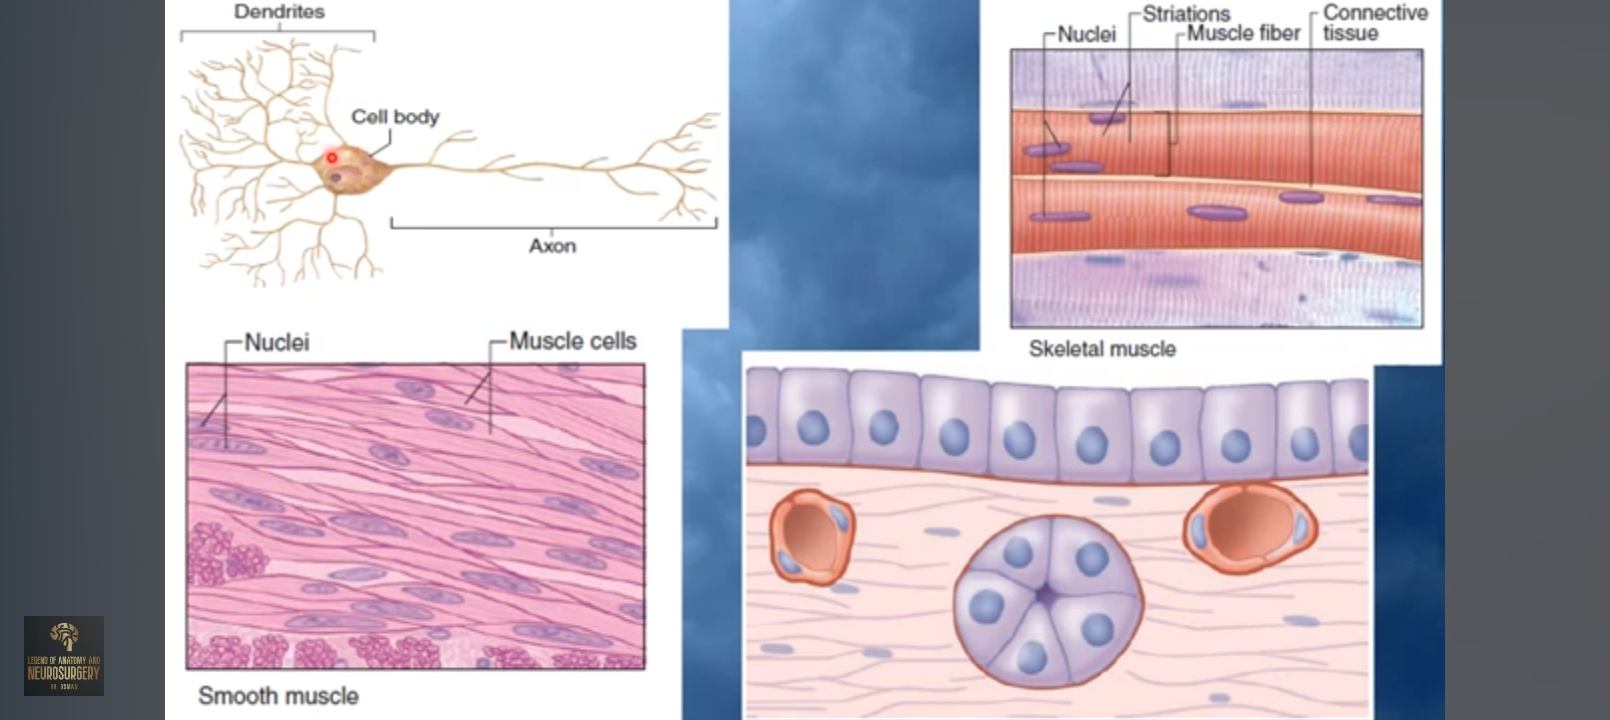 Dendrites
Cell body
Axon
Striations
Connective
tissue
Nuclei
Muscle fiber
Skeletal muscle
Nuclei
Muscle cells
Smooth muscle
LEGEND OF ANATOMY AND
NEUROSURGERY